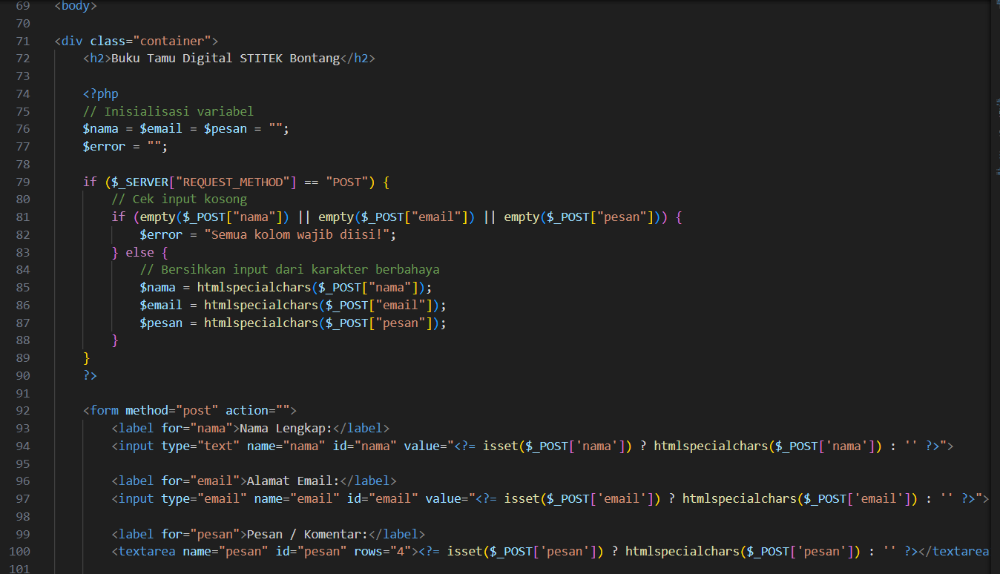 69 <body>
70
71 <div class="container">
72 <h2>Buku Tamu Digital STITEK Bontang</h2>
73
74 <?php
75 // Inisialisasi variabel
76 $nama = $email = $pesan = "";
77 $error = "";
78
79 if ($_SERVER["REQUEST_METHOD"] == "POST") {
80 // Cek input kosong
81 if (empty($_POST["nama"]) || empty($_POST["email"]) || empty($_POST["pesan"])) {
82 $error = "Semua kolom wajib diisi!";
83 } else {
84 // Bersihkan input dari karakter berbahaya
85 $nama = htmlspecialchars($_POST["nama"]);
86 $email = htmlspecialchars($_POST["email"]);
87 $pesan = htmlspecialchars($_POST["pesan"]);
88 }
89 }
90 ?>
91
92 <form method="post" action="">
93 <label for="nama">Nama Lengkap:</label>
94 <input type="text" name="nama" id="nama" value="<?= isset($_POST['nama']) ? htmlspecialchars($_POST['nama']) : '' ?>">
95
96 <label for="email">Alamat Email:</label>
97 <input type="email" name="email" id="email" value="<?= isset($_POST['email']) ? htmlspecialchars($_POST['email']) : '' ?>">
98
99 <label for="pesan">Pesan / Komentar:</label>
100 <textarea name="pesan" id="pesan" rows="4"><?= isset($_POST['pesan']) ? htmlspecialchars($_POST['pesan']) : '' ?></textarea
101